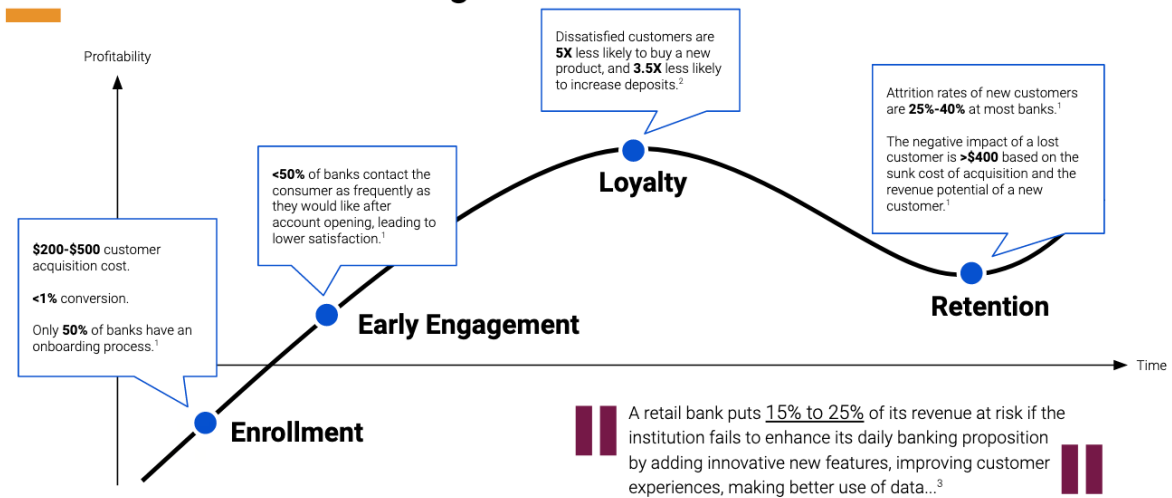 Profitability
Dissatisfied customers are
5X less likely to buy a new
product, and 3.5X less likely
to increase deposits.²
Attrition rates of new customers
are 25%-40% at most banks.¹
The negative impact of a lost
customer is >$400 based on the
sunk cost of acquisition and the
revenue potential of a new
customer.¹
<50% of banks contact the
consumer as frequently as
they would like after
account opening, leading to
lower satisfaction.¹
$200-$500 customer
acquisition cost.
<1% conversion.
Only 50% of banks have an
onboarding process.¹
Loyalty
Retention
Early Engagement
Time
Enrollment
A retail bank puts 15% to 25% of its revenue at risk if the
institution fails to enhance its daily banking proposition
by adding innovative new features, improving customer
experiences, making better use of data...³